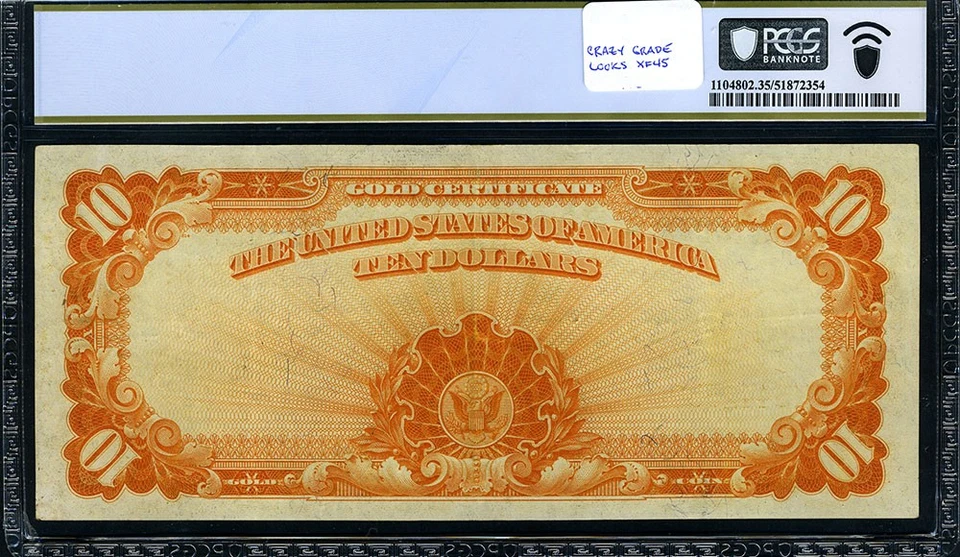 CRAZY GRADE
LOOKS XF45
PCGS
BANKNOTE
1104802.35/51872354
10
GOLD CERTIFICATE
10
THE UNITED STATES OF AMERICA
TEN DOLLARS
10
GOLD
COIN
10